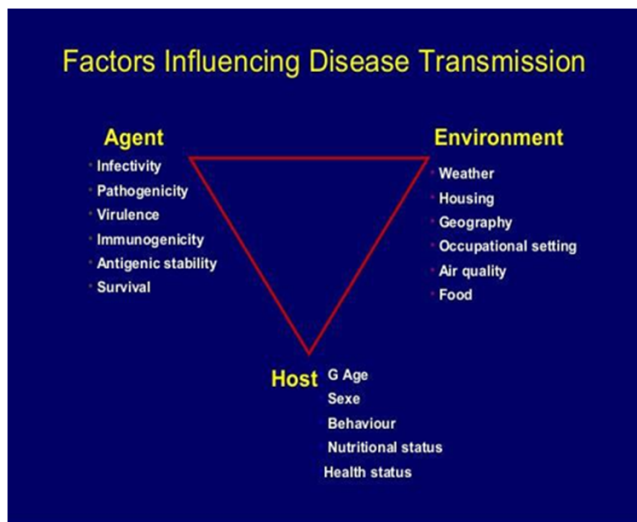 Factors Influencing Disease Transmission
Agent
• Infectivity
• Pathogenicity
• Virulence
• Immunogenicity
• Antigenic stability
• Survival
Environment
• Weather
• Housing
• Geography
• Occupational setting
• Air quality
• Food
Host
G Age
Sexe
Behaviour
Nutritional status
Health status